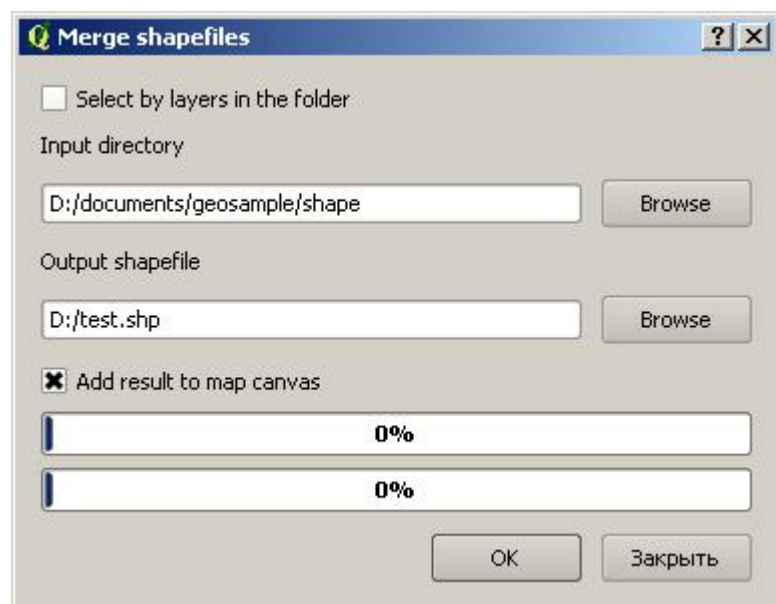 Merge shapefiles
Select by layers in the folder
Input directory
D:/documents/geosample/shape Browse
Output shapefile
D:/test.shp Browse
Add result to map canvas
0%
0%
OK Закрыть